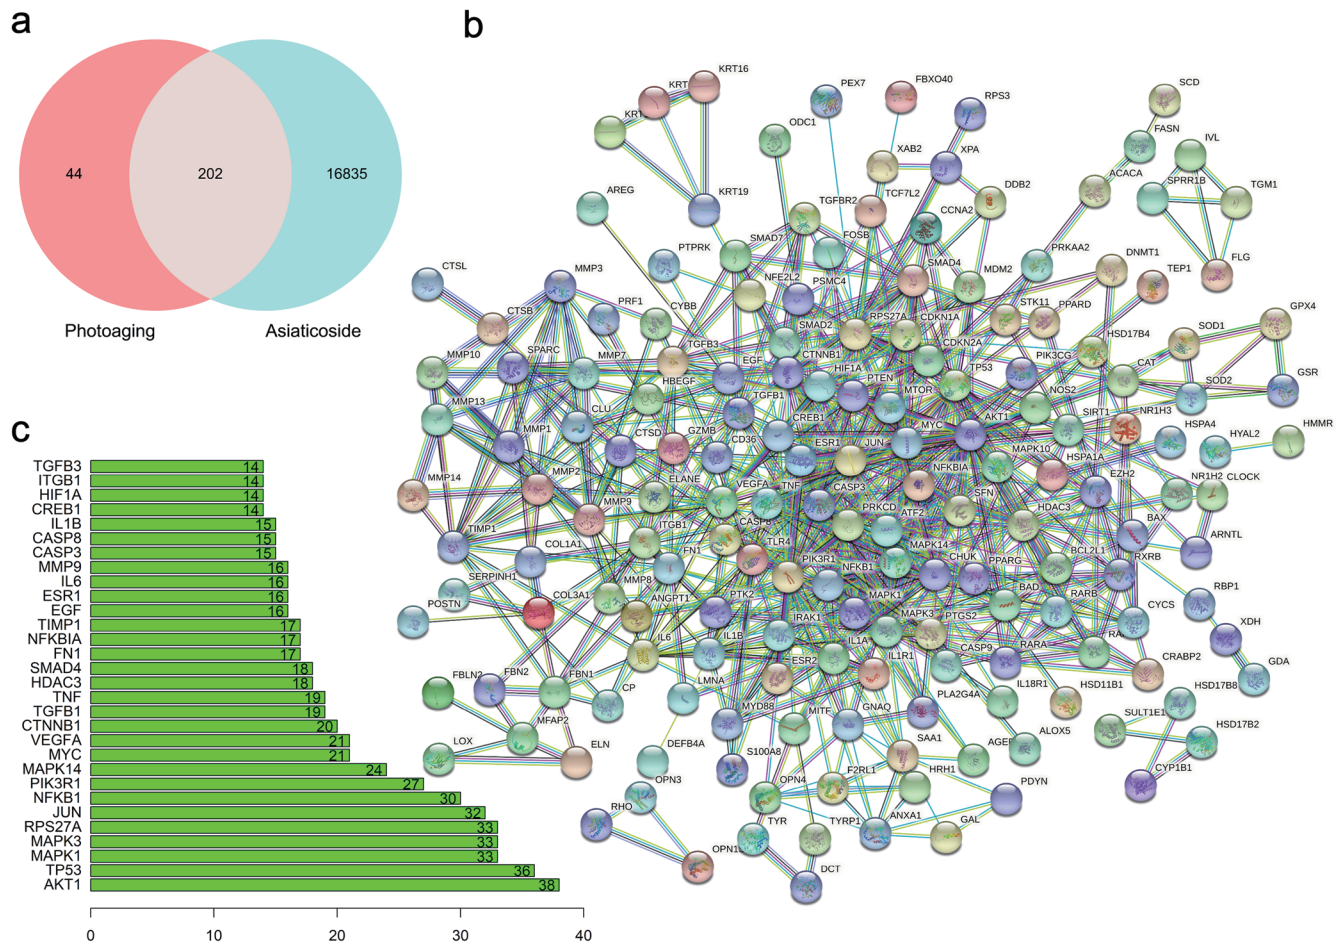 a
44
202
16835
Photoaging
Asiaticoside
b
KRT16
KRT
KRT
KRT19
PEX7
FBXO40
RPS3
SCD
ODC1
XAB2
XPA
FASN
IVL
AREG
TCF7L2
DDB2
ACACA
SPRR1B
TGM1
TGFBR2
CCNA2
PTPRK
SMAD7
FOSB
PRKAA2
FLG
CTSL
MMP3
NFE2L2
PSMC4
SMAD4
MDM2
DNMT1
TEP1
CTSB
PRF1
CYBB
SMAD2
RPS27A
CDKN1A
STK11
PPARD
GPX4
MMP10
SPARC
MMP7
TGFB3
EGF
CTNNB1
CDKN2A
HSD17B4
SOD1
HBEGF
HIF1A
PTEN
TP53
PIK3CG
CAT
SOD2
GSR
MMP13
CLU
TGFB1
MTOR
NOS2
MMP1
CTSD
GZMB
CD36
CREB1
ESR1
JUN
MYC
AKT1
SIRT1
NR1H3
HSPA4
HYAL2
HMMR
MAPK10
HSPA1A
MMP14
MMP2
ELANE
VEGFA
TNF
CASP3
NFKBIA
SFN
EZH2
NR1H2
CLOCK
MMP9
PRKCD
ATF2
HDAC3
TIMP1
COL1A1
ITGB1
CASP8
BAX
ARNTL
FN1
TLR4
PIK3R1
MAPK14
CHUK
PPARG
BCL2L1
RXRB
SERPINH1
COL3A1
MMP8
NFKB1
BAD
RARB
RBP1
POSTN
ANGPT1
PTK2
MAPK1
MAPK3
PTGS2
CYCS
XDH
IL6
IL1B
IRAK1
IL1A
IL1R1
CASP9
RARA
RA
CRABP2
GDA
FBLN2
FBN2
FBN1
CP
LMNA
ESR2
PLA2G4A
IL18R1
HSD11B1
HSD17B8
MFAP2
MYD88
MITF
GNAQ
SULT1E1
HSD17B2
LOX
ELN
DEFB4A
S100A8
SAA1
AGE
ALOX5
CYP1B1
OPN3
OPN4
F2RL1
HRH1
PDYN
RHO
TYR
TYRP1
ANXA1
GAL
OPN1
DCT
c
TGFB3 14
ITGB1 14
HIF1A 14
CREB1 14
IL1B 15
CASP8 15
CASP3 15
MMP9 16
IL6 16
ESR1 16
EGF 16
TIMP1 17
NFKBIA 17
FN1 17
SMAD4 18
HDAC3 18
TNF 19
TGFB1 19
CTNNB1 20
VEGFA 21
MYC 21
MAPK14 24
PIK3R1 27
NFKB1 30
JUN 32
RPS27A 33
MAPK3 33
MAPK1 33
TP53 36
AKT1 38
0 10 20 30 40